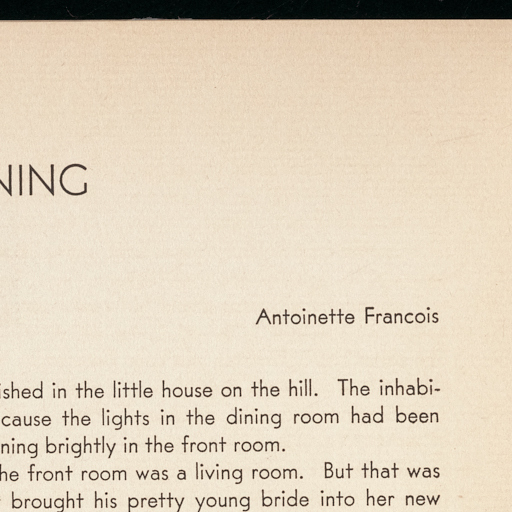 NING
Antoinette Francois
ished in the little house on the hill. The inhabi-
cause the lights in the dining room had been
ning brightly in the front room.
he front room was a living room. But that was
brought his pretty young bride into her new